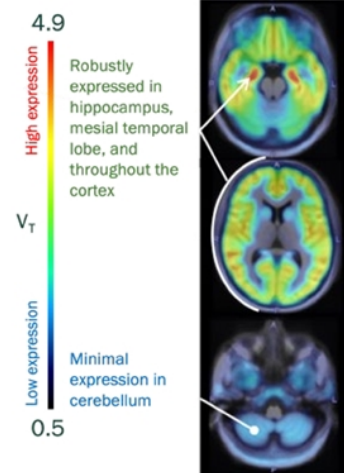 4.9
High expression
Robustly
expressed in
hippocampus,
mesial temporal
lobe, and
throughout the
cortex
V_T
Low expression
Minimal
expression in
cerebellum
0.5